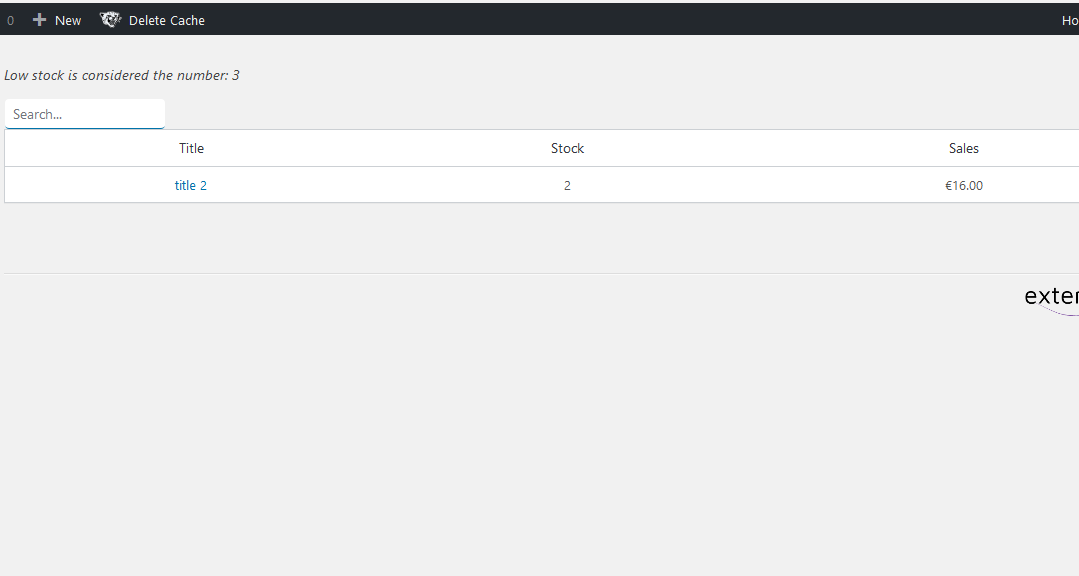 0 New Delete Cache Ho
Low stock is considered the number: 3
Search...
Title Stock Sales
title 2 2 €16.00
exter